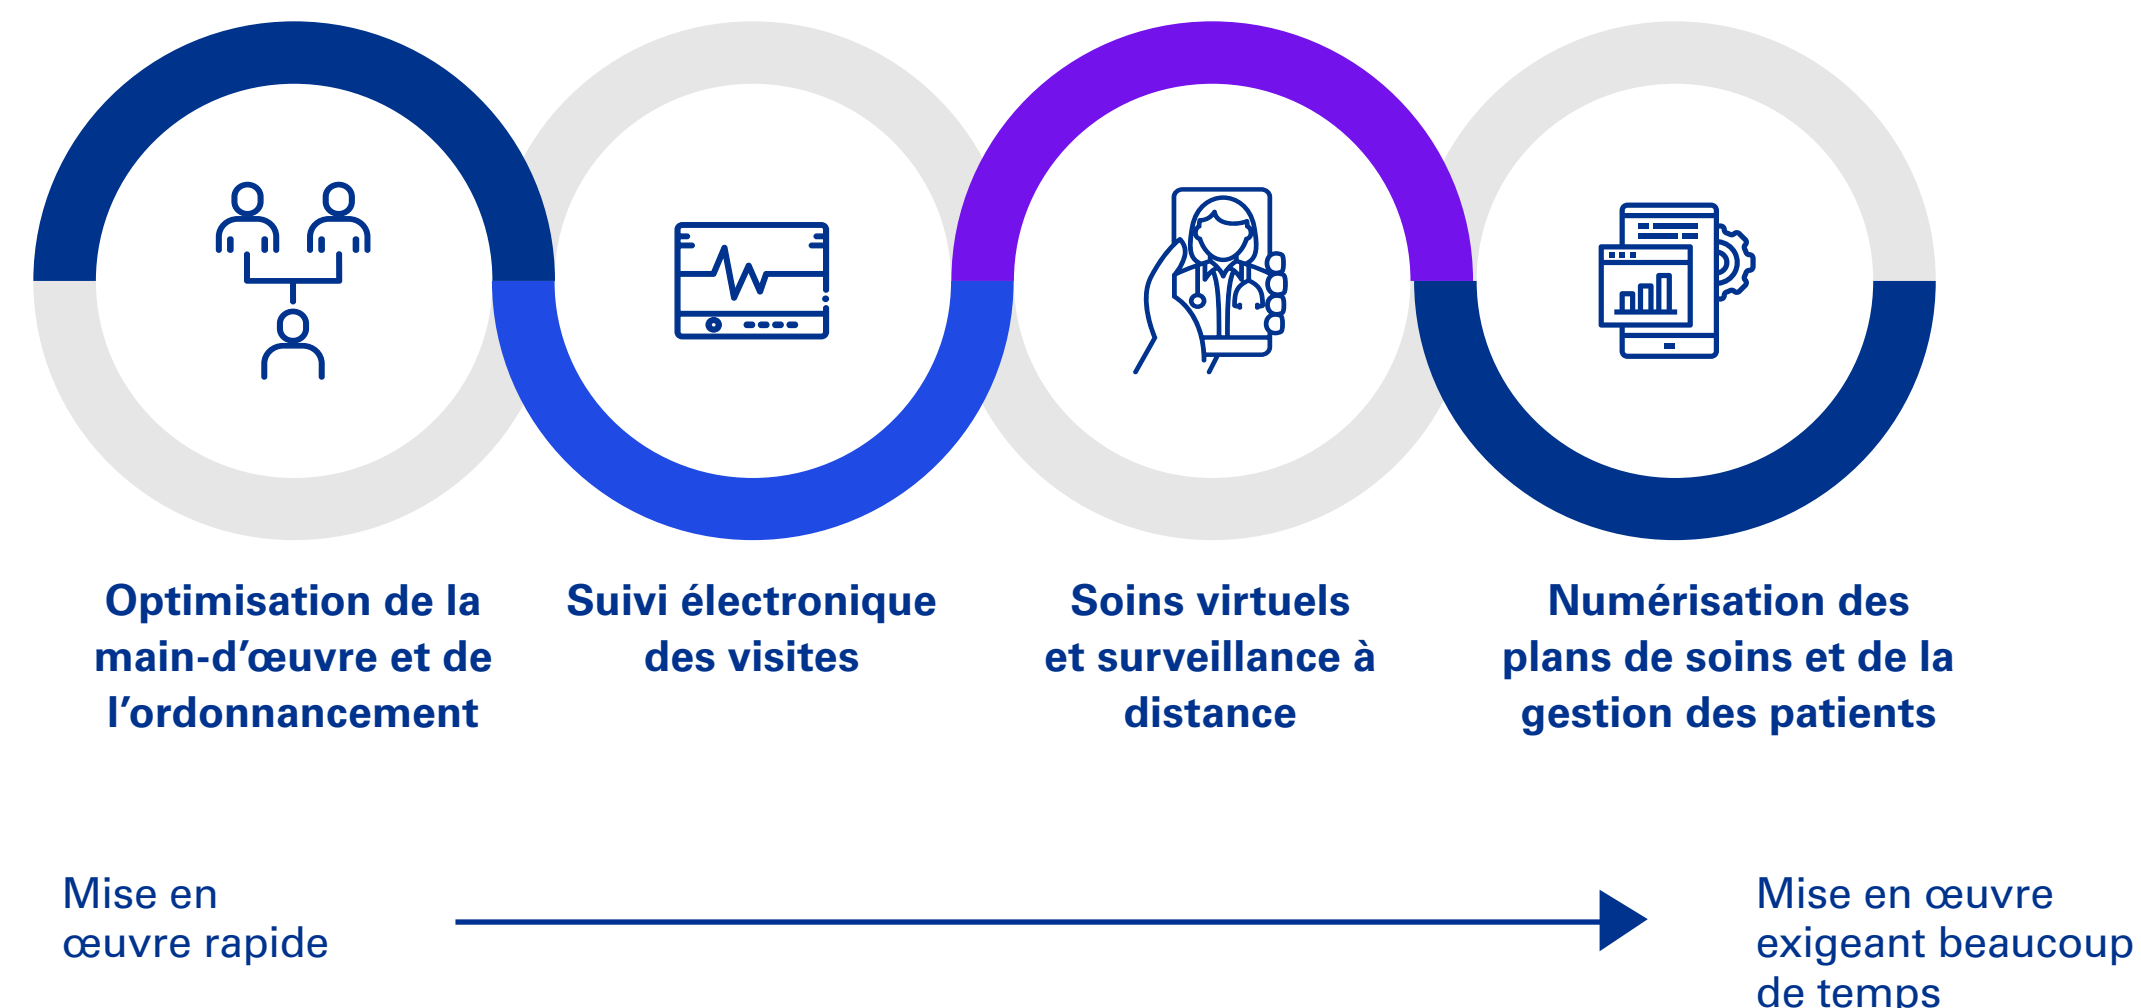 Optimisation de la
main-d’œuvre et de
l’ordonnancement
Suivi électronique
des visites
Soins virtuels
et surveillance à
distance
Numérisation des
plans de soins et de la
gestion des patients
Mise en
œuvre rapide
Mise en œuvre
exigeant beaucoup
de temps